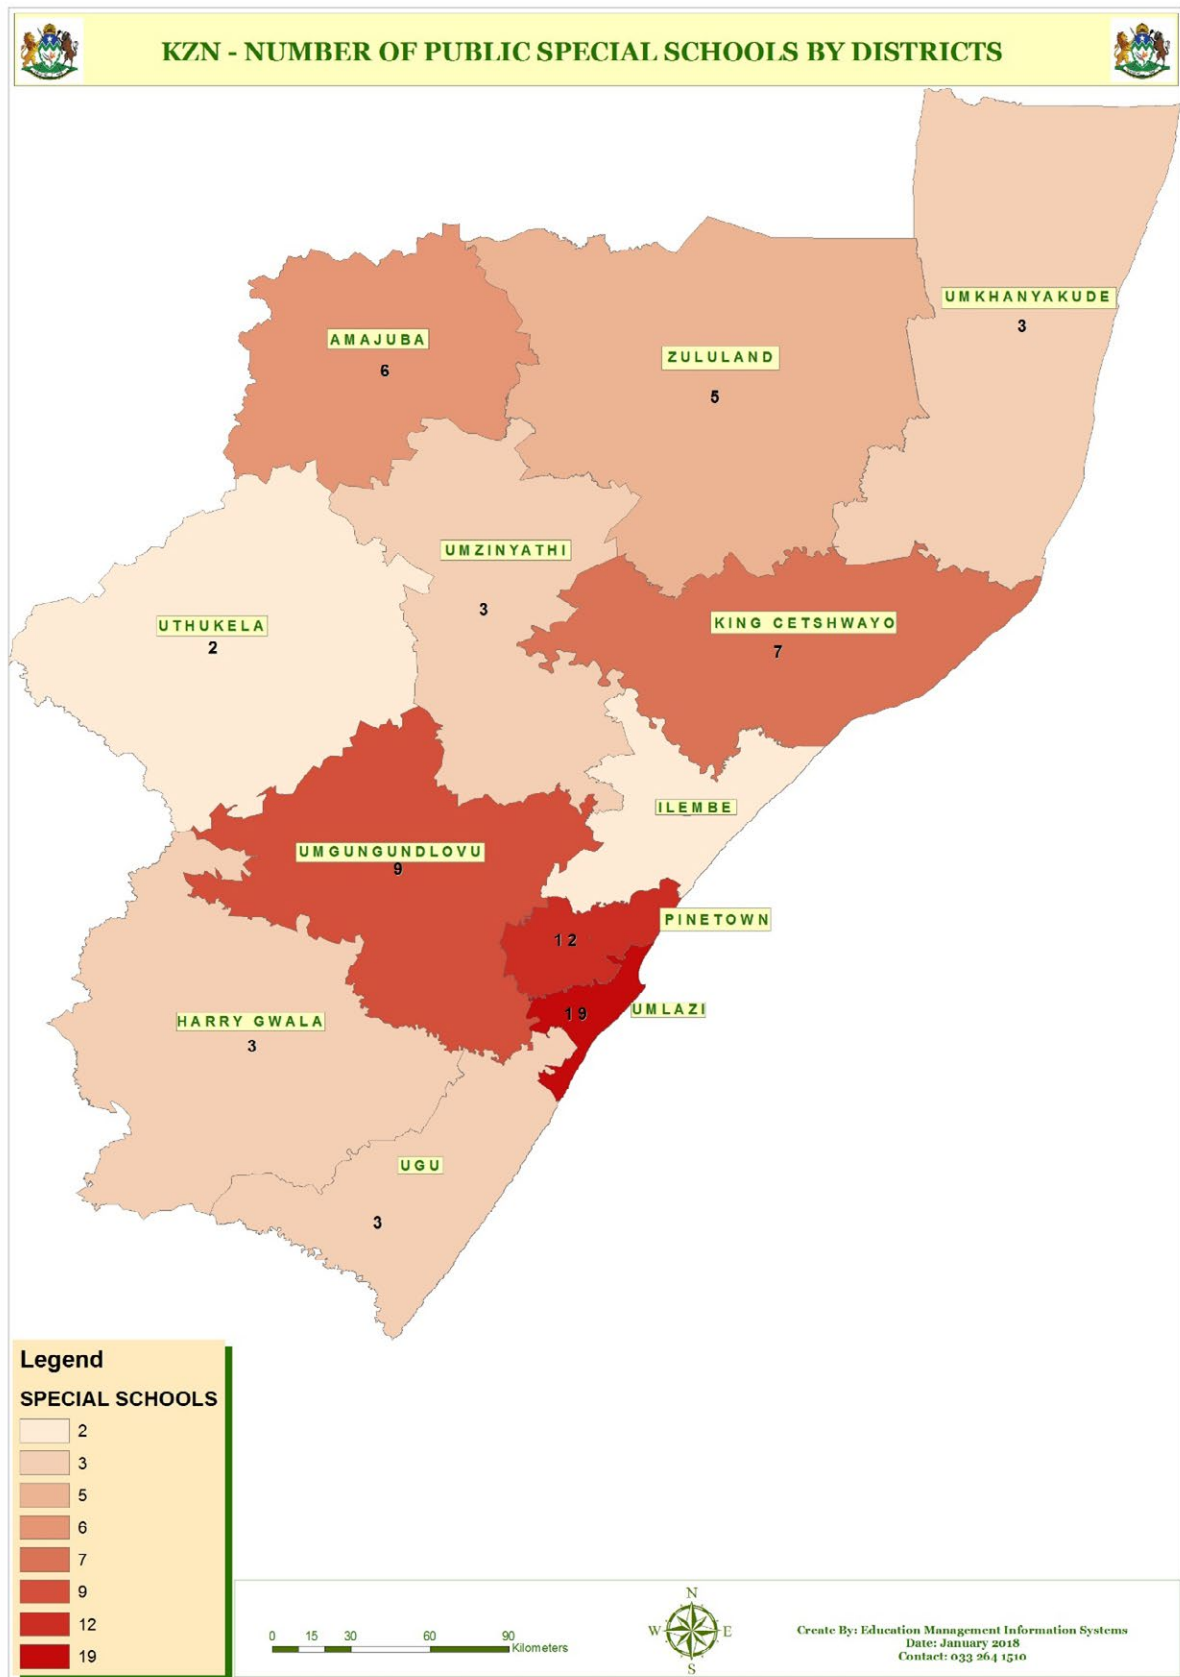 KZN - NUMBER OF PUBLIC SPECIAL SCHOOLS BY DISTRICTS
UMKHANYAKUDE
3
AMAJUBA
6
ZULULAND
5
UMZINYATHI
3
UTHUKELA
2
KING CETSHWAYO
7
ILEMBE
UMGUNGUNDLOVU
9
PINETOWN
12
UMLAZI
19
HARRY GWALA
3
UGU
3
Legend
SPECIAL SCHOOLS
2
3
5
6
7
9
12
19
0 15 30 60 90
Kilometers
N
W E
S
Create By: Education Management Information Systems
Date: January 2018
Contact: 033 264 1510